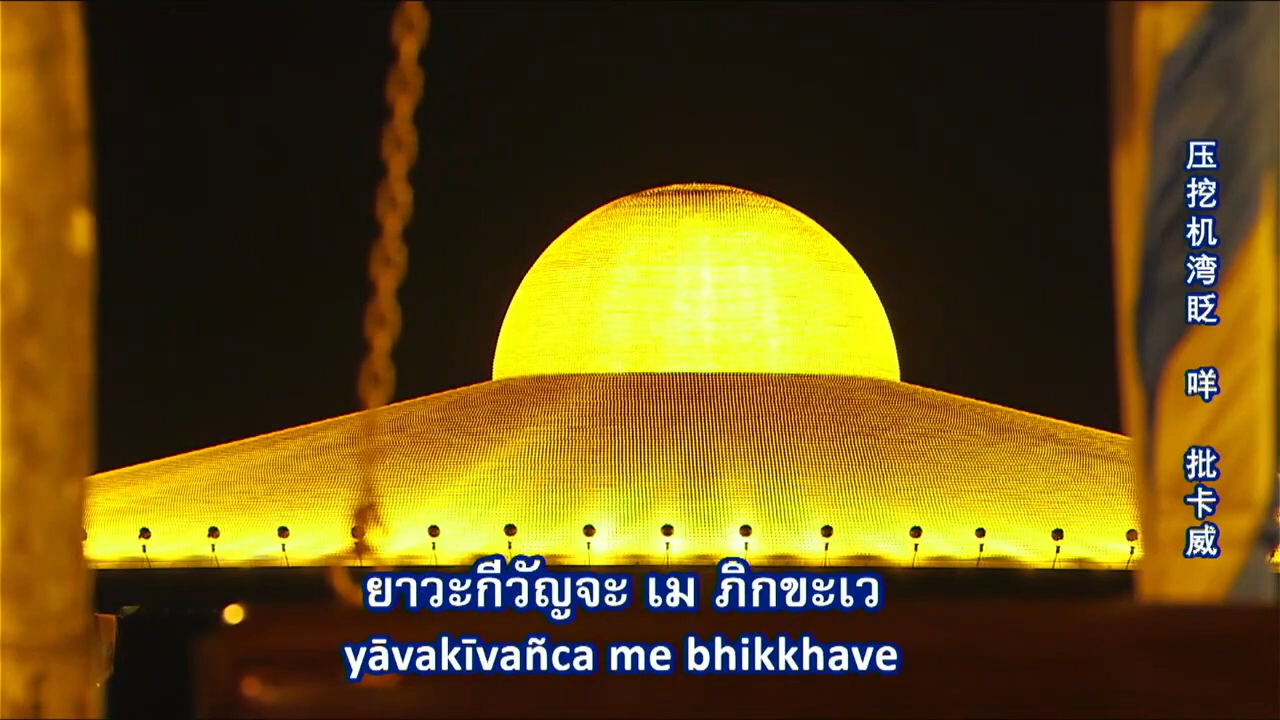 压挖机湾眨 咩 批卡威
ยาวะกีวัญจะ เม ภิกขะเว
yāvakīvañca me bhikkhave